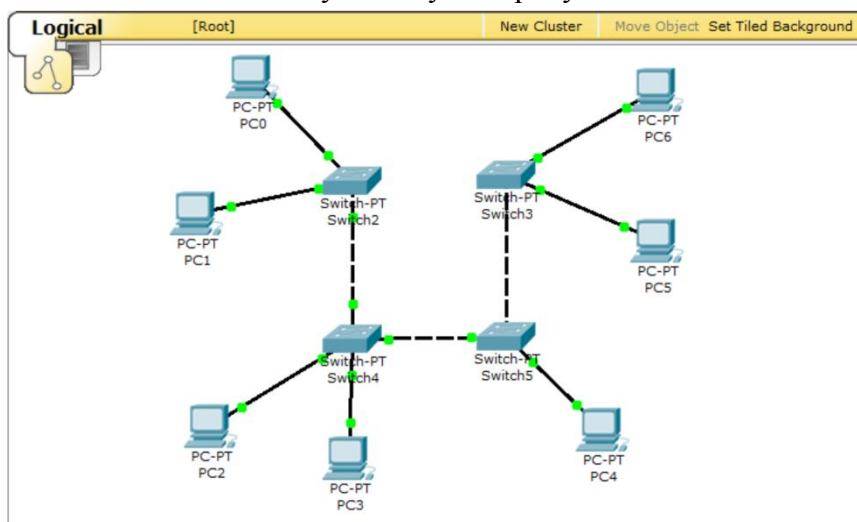 Logical [Root] New Cluster Move Object Set Tiled Background
PC-PT
PC0
PC-PT
PC6
Switch-PT
Switch2
Switch-PT
Switch3
PC-PT
PC1
PC-PT
PC5
Switch-PT
Switch4
Switch-PT
Switch5
PC-PT
PC2
PC-PT
PC3
PC-PT
PC4